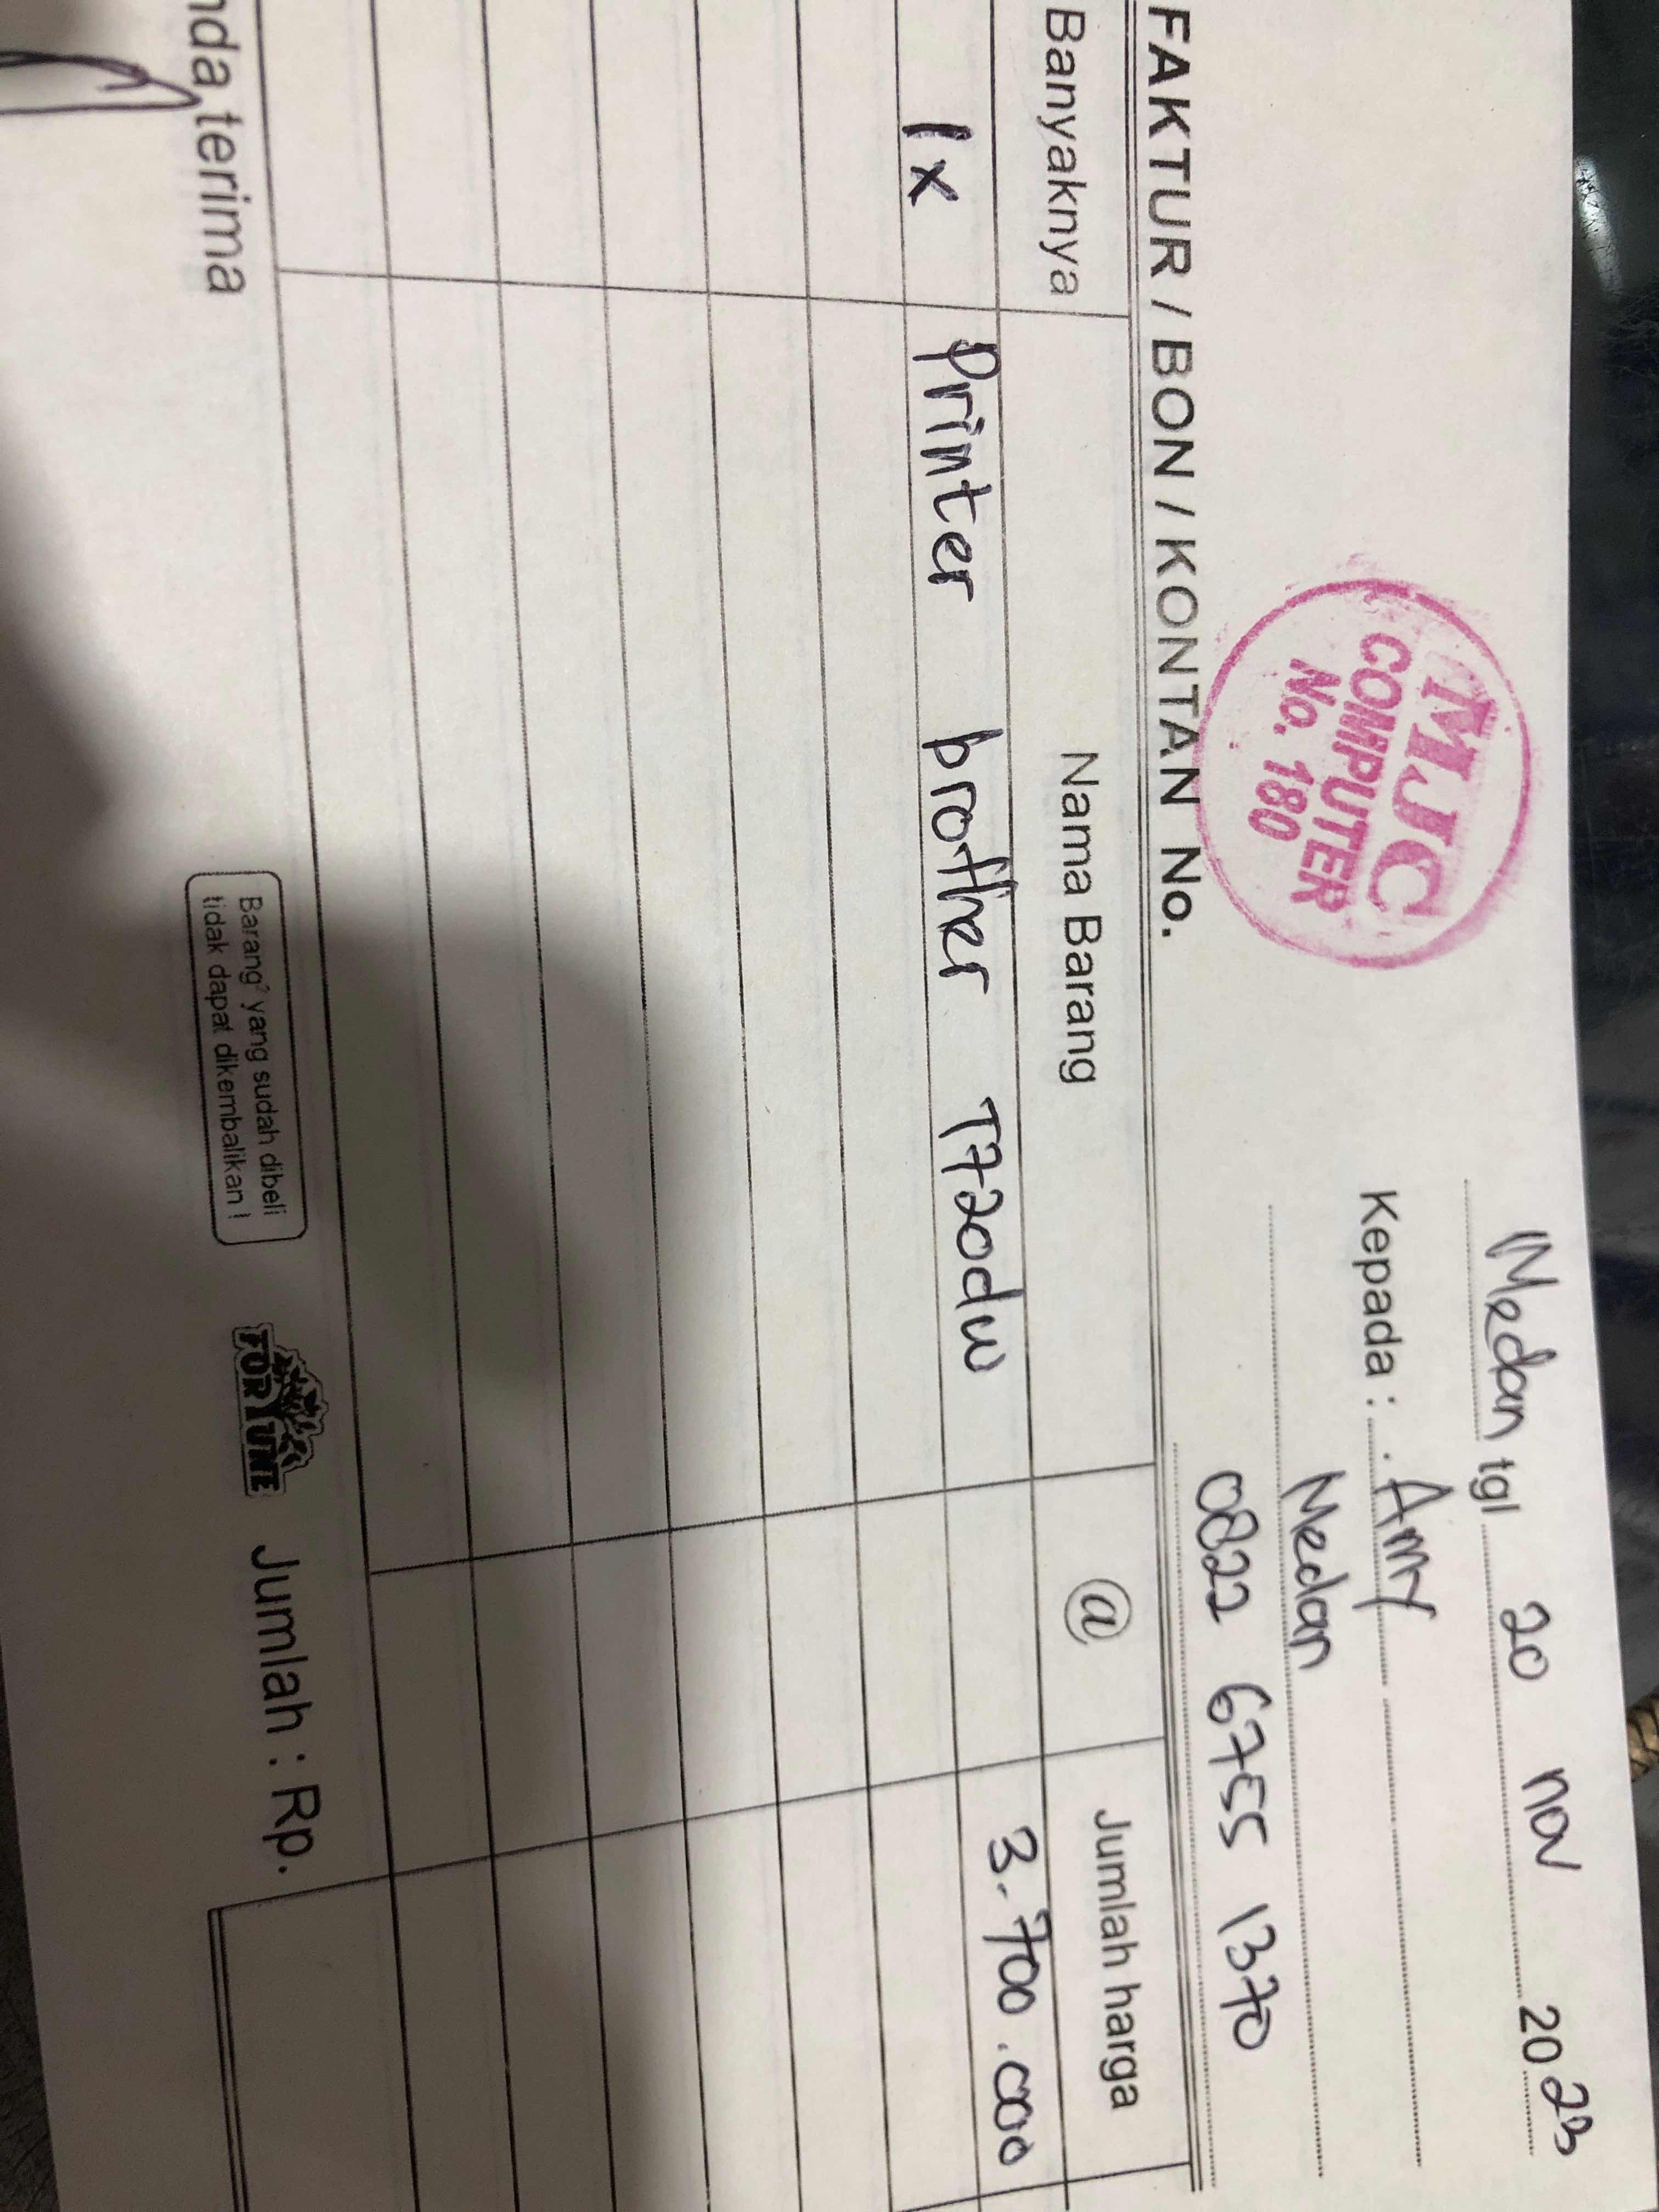 Medan tgl 20 nov 2023
Kepada : Amry
Medan
0822 6755 1370
MJC
COMPUTER
No. 180
FAKTUR / BON / KONTAN No.
Banyaknya Nama Barang @ Jumlah harga
1x Printer brother T720dw 3.700.000
nda terima
Barang² yang sudah dibeli
tidak dapat dikembalikan !
FORTUNE
Jumlah : Rp.